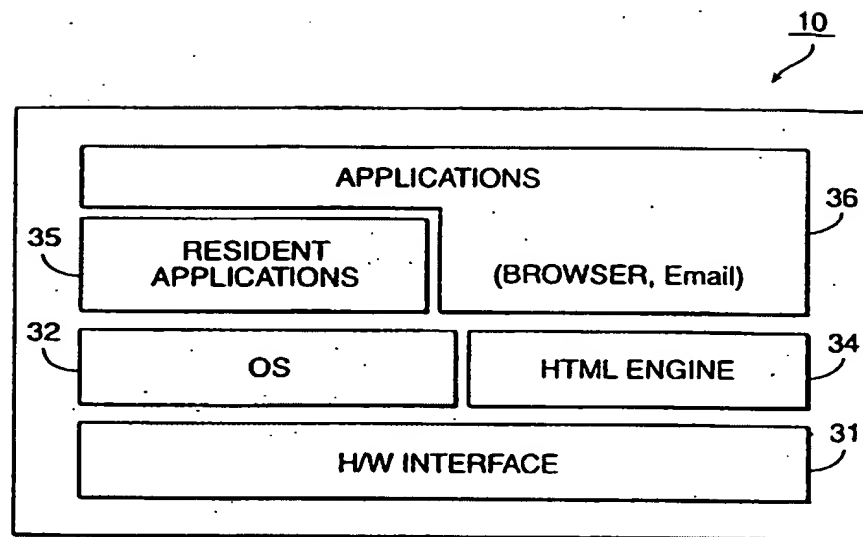 10
APPLICATIONS
36
35
RESIDENT
APPLICATIONS
(BROWSER, Email)
32
OS
HTML ENGINE
34
31
H/W INTERFACE